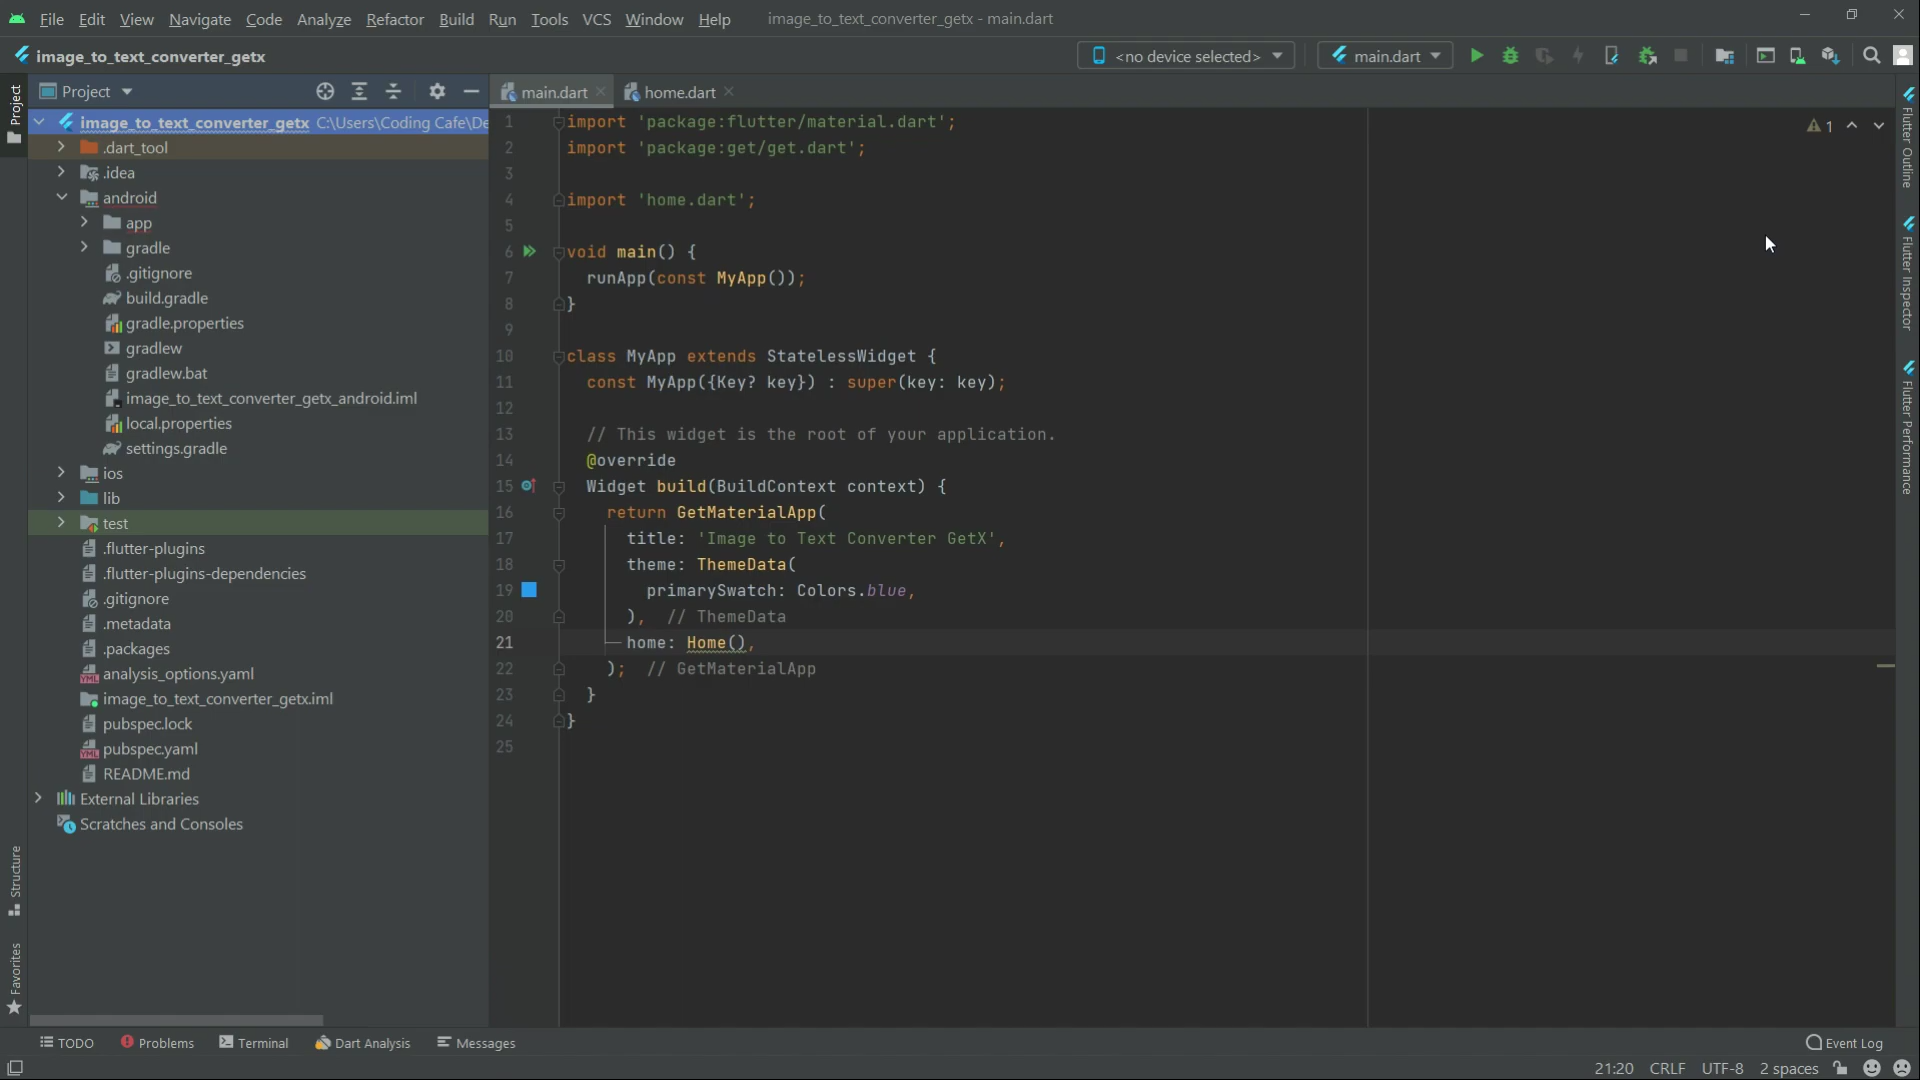 File Edit View Navigate Code Analyze Refactor Build Run Tools VCS Window Help image_to_text_converter_getx - main.dart
image_to_text_converter_getx <no device selected> main.dart
Project main.dart home.dart
image_to_text_converter_getx C:\Users\Coding Cafe\De
.dart_tool
.idea
android
app
gradle
.gitignore
build.gradle
gradle.properties
gradlew
gradlew.bat
image_to_text_converter_getx_android.iml
local.properties
settings.gradle
ios
lib
test
.flutter-plugins
.flutter-plugins-dependencies
.gitignore
.metadata
.packages
analysis_options.yaml
image_to_text_converter_getx.iml
pubspec.lock
pubspec.yaml
README.md
External Libraries
Scratches and Consoles
1 import 'package:flutter/material.dart';
2 import 'package:get/get.dart';
3
4 import 'home.dart';
5
6 void main() {
7 runApp(const MyApp());
8 }
9
10 class MyApp extends StatelessWidget {
11 const MyApp({Key? key}) : super(key: key);
12
13 // This widget is the root of your application.
14 @override
15 Widget build(BuildContext context) {
16 return GetMaterialApp(
17 title: 'Image to Text Converter GetX',
18 theme: ThemeData(
19 primarySwatch: Colors.blue,
20 ), // ThemeData
21 home: Home(),
22 ); // GetMaterialApp
23 }
24 }
25
1
Project
Structure
Favorites
Flutter Outline
Flutter Inspector
Flutter Performance
TODO Problems Terminal Dart Analysis Messages Event Log
21:20 CRLF UTF-8 2 spaces